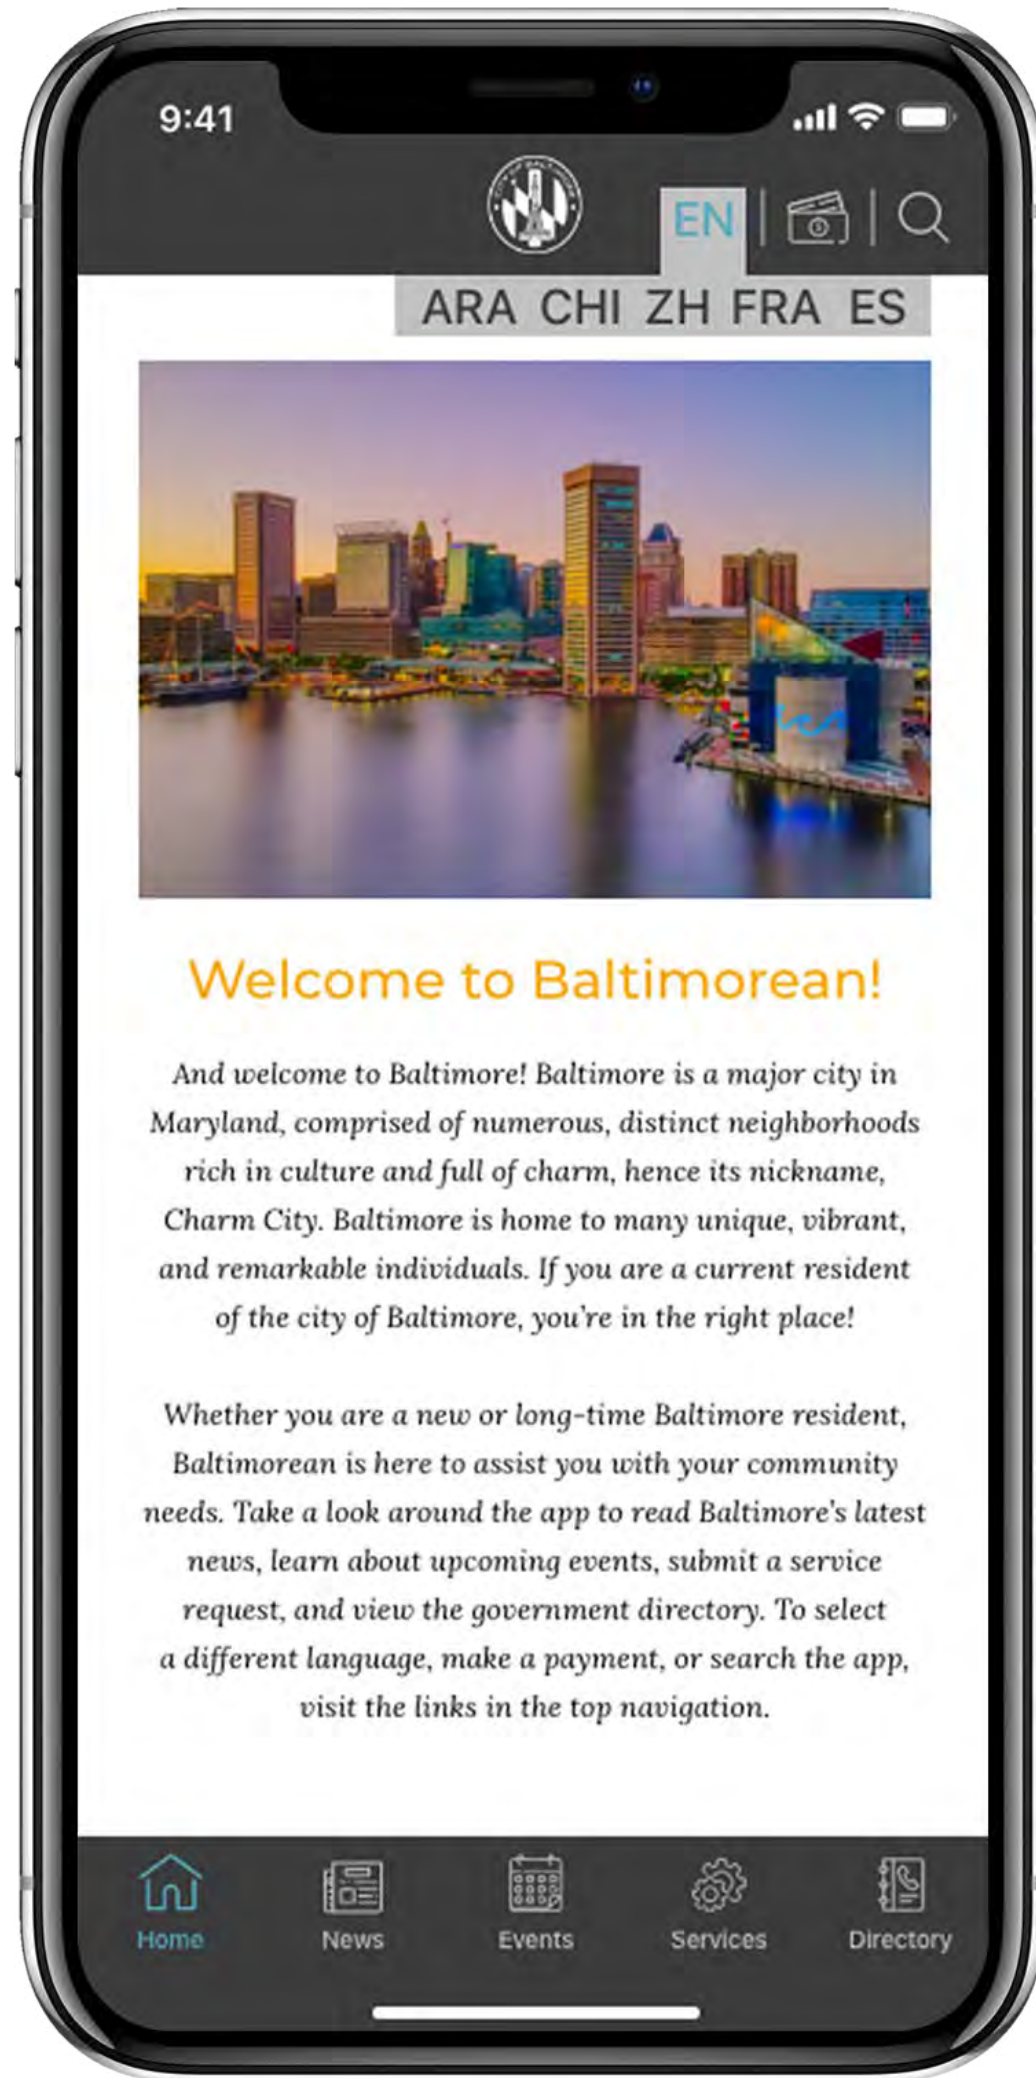 9:41
CITY OF BALTIMORE
EN
ARA CHI ZH FRA ES
Welcome to Baltimorean!
And welcome to Baltimore! Baltimore is a major city in
Maryland, comprised of numerous, distinct neighborhoods
rich in culture and full of charm, hence its nickname,
Charm City. Baltimore is home to many unique, vibrant,
and remarkable individuals. If you are a current resident
of the city of Baltimore, you're in the right place!
Whether you are a new or long-time Baltimore resident,
Baltimorean is here to assist you with your community
needs. Take a look around the app to read Baltimore's latest
news, learn about upcoming events, submit a service
request, and view the government directory. To select
a different language, make a payment, or search the app,
visit the links in the top navigation.
Home News Events Services Directory